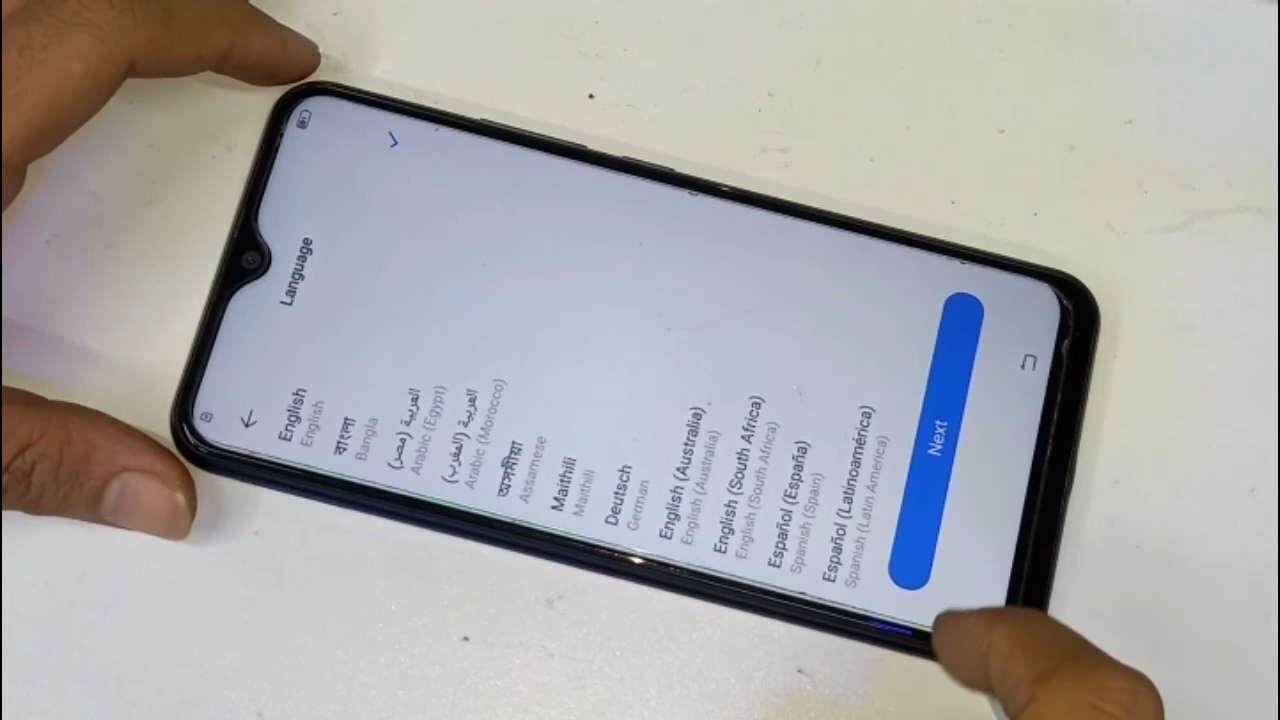 Language
English
English
বাংলা
Bangla
العربية (مصر)
Arabic (Egypt)
العربية (المغرب)
Arabic (Morocco)
অসমীয়া
Assamese
Maithili
Maithili
Deutsch
German
English (Australia)
English (Australia)
English (South Africa)
English (South Africa)
Español (España)
Spanish (Spain)
Español (Latinoamérica)
Spanish (Latin America)
Next